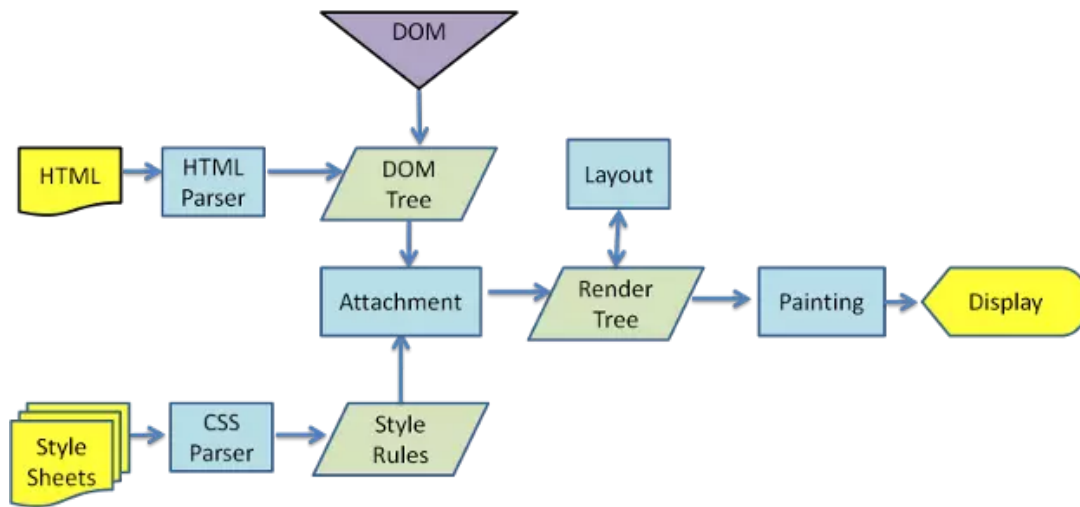 DOM
HTML
HTML
Parser
DOM
Tree
Layout
Attachment
Render
Tree
Painting
Display
Style
Sheets
CSS
Parser
Style
Rules